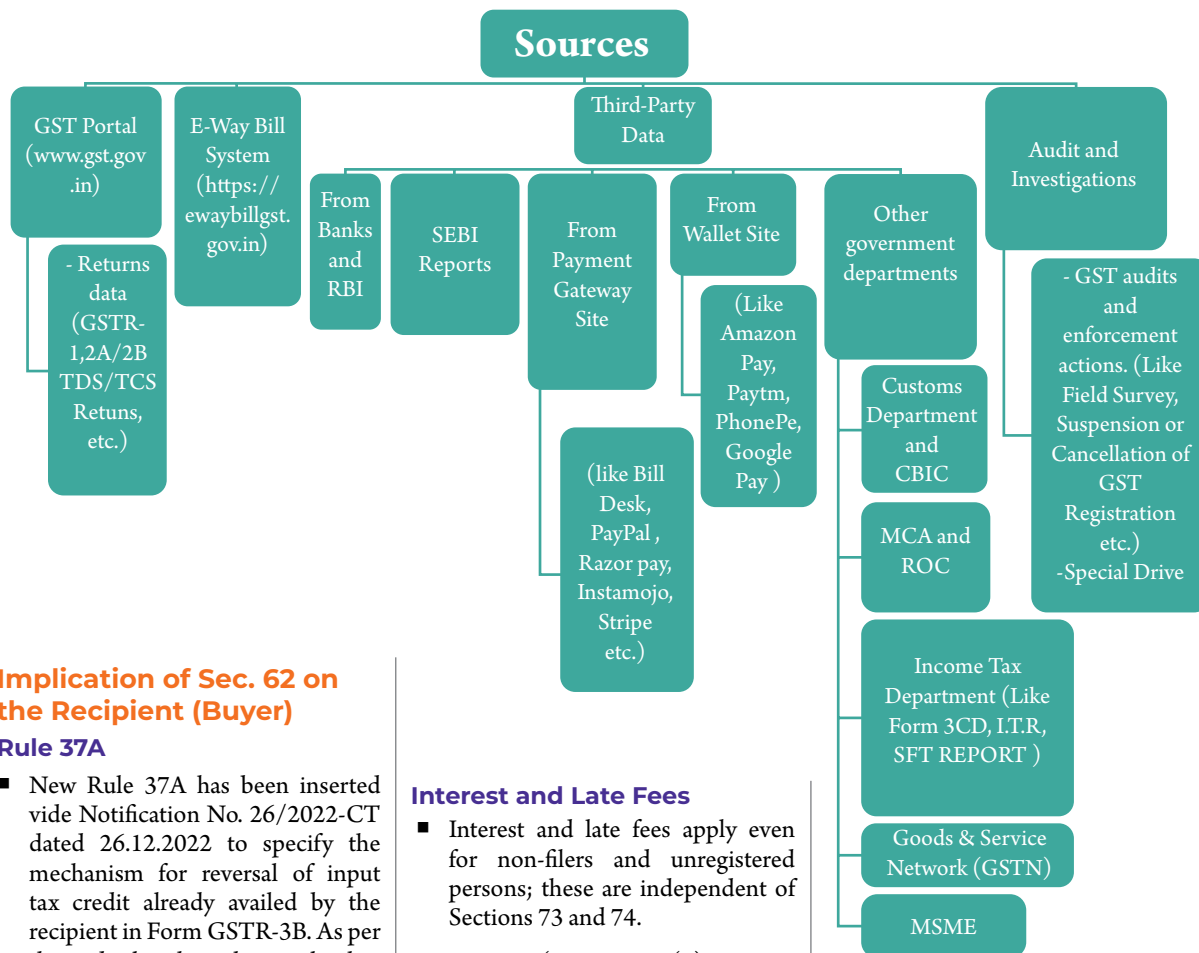 Sources
GST Portal
(www.gst.gov
.in)
- Returns
data
(GSTR-
1,2A/2B
TDS/TCS
Retuns,
etc.)
E-Way Bill
System
(https://
ewaybillgst.
gov.in)
Third-Party
Data
From
Banks
and
RBI
SEBI
Reports
From
Payment
Gateway
Site
(like Bill
Desk,
PayPal ,
Razor pay,
Instamojo,
Stripe
etc.)
From
Wallet Site
(Like
Amazon
Pay,
Paytm,
PhonePe,
Google
Pay )
Other
government
departments
Customs
Department
and
CBIC
MCA and
ROC
Income Tax
Department (Like
Form 3CD, I.T.R,
SFT REPORT )
Goods & Service
Network (GSTN)
MSME
Audit and
Investigations
- GST audits
and
enforcement
actions. (Like
Field Survey,
Suspension or
Cancellation of
GST
Registration
etc.)
-Special Drive
Implication of Sec. 62 on
the Recipient (Buyer)
Rule 37A
■ New Rule 37A has been inserted
vide Notification No. 26/2022-CT
dated 26.12.2022 to specify the
mechanism for reversal of input
tax credit already availed by the
recipient in Form GSTR-3B. As per
Interest and Late Fees
■ Interest and late fees apply even
for non-filers and unregistered
persons; these are independent of
Sections 73 and 74.